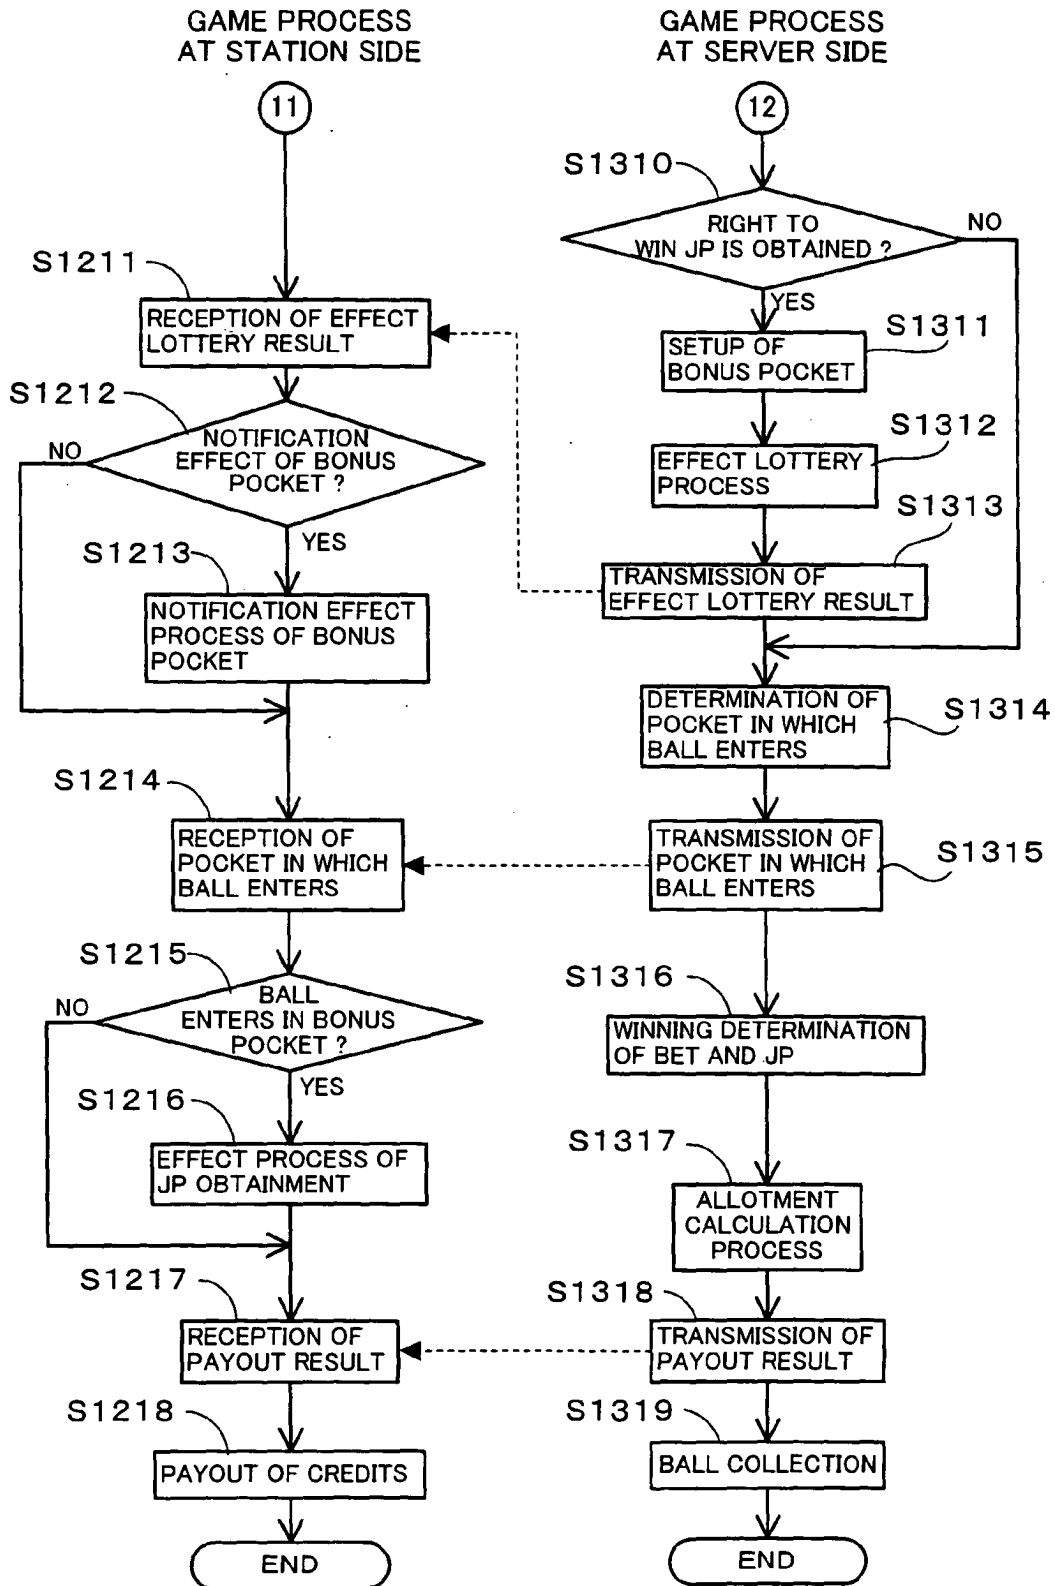 GAME PROCESS
AT STATION SIDE
11
S1211
RECEPTION OF EFFECT
LOTTERY RESULT
S1212
NOTIFICATION
EFFECT OF BONUS
POCKET ?
NO
YES
S1213
NOTIFICATION EFFECT
PROCESS OF BONUS
POCKET
S1214
RECEPTION OF
POCKET IN WHICH
BALL ENTERS
S1215
BALL
ENTERS IN BONUS
POCKET ?
NO
YES
S1216
EFFECT PROCESS OF
JP OBTAINMENT
S1217
RECEPTION OF
PAYOUT RESULT
S1218
PAYOUT OF CREDITS
END
GAME PROCESS
AT SERVER SIDE
12
S1310
RIGHT TO
WIN JP IS OBTAINED ?
NO
YES
S1311
SETUP OF
BONUS POCKET
S1312
EFFECT LOTTERY
PROCESS
S1313
TRANSMISSION OF
EFFECT LOTTERY RESULT
S1314
DETERMINATION OF
POCKET IN WHICH
BALL ENTERS
S1315
TRANSMISSION OF
POCKET IN WHICH
BALL ENTERS
S1316
WINNING DETERMINATION
OF BET AND JP
S1317
ALLOTMENT
CALCULATION
PROCESS
S1318
TRANSMISSION OF
PAYOUT RESULT
S1319
BALL COLLECTION
END